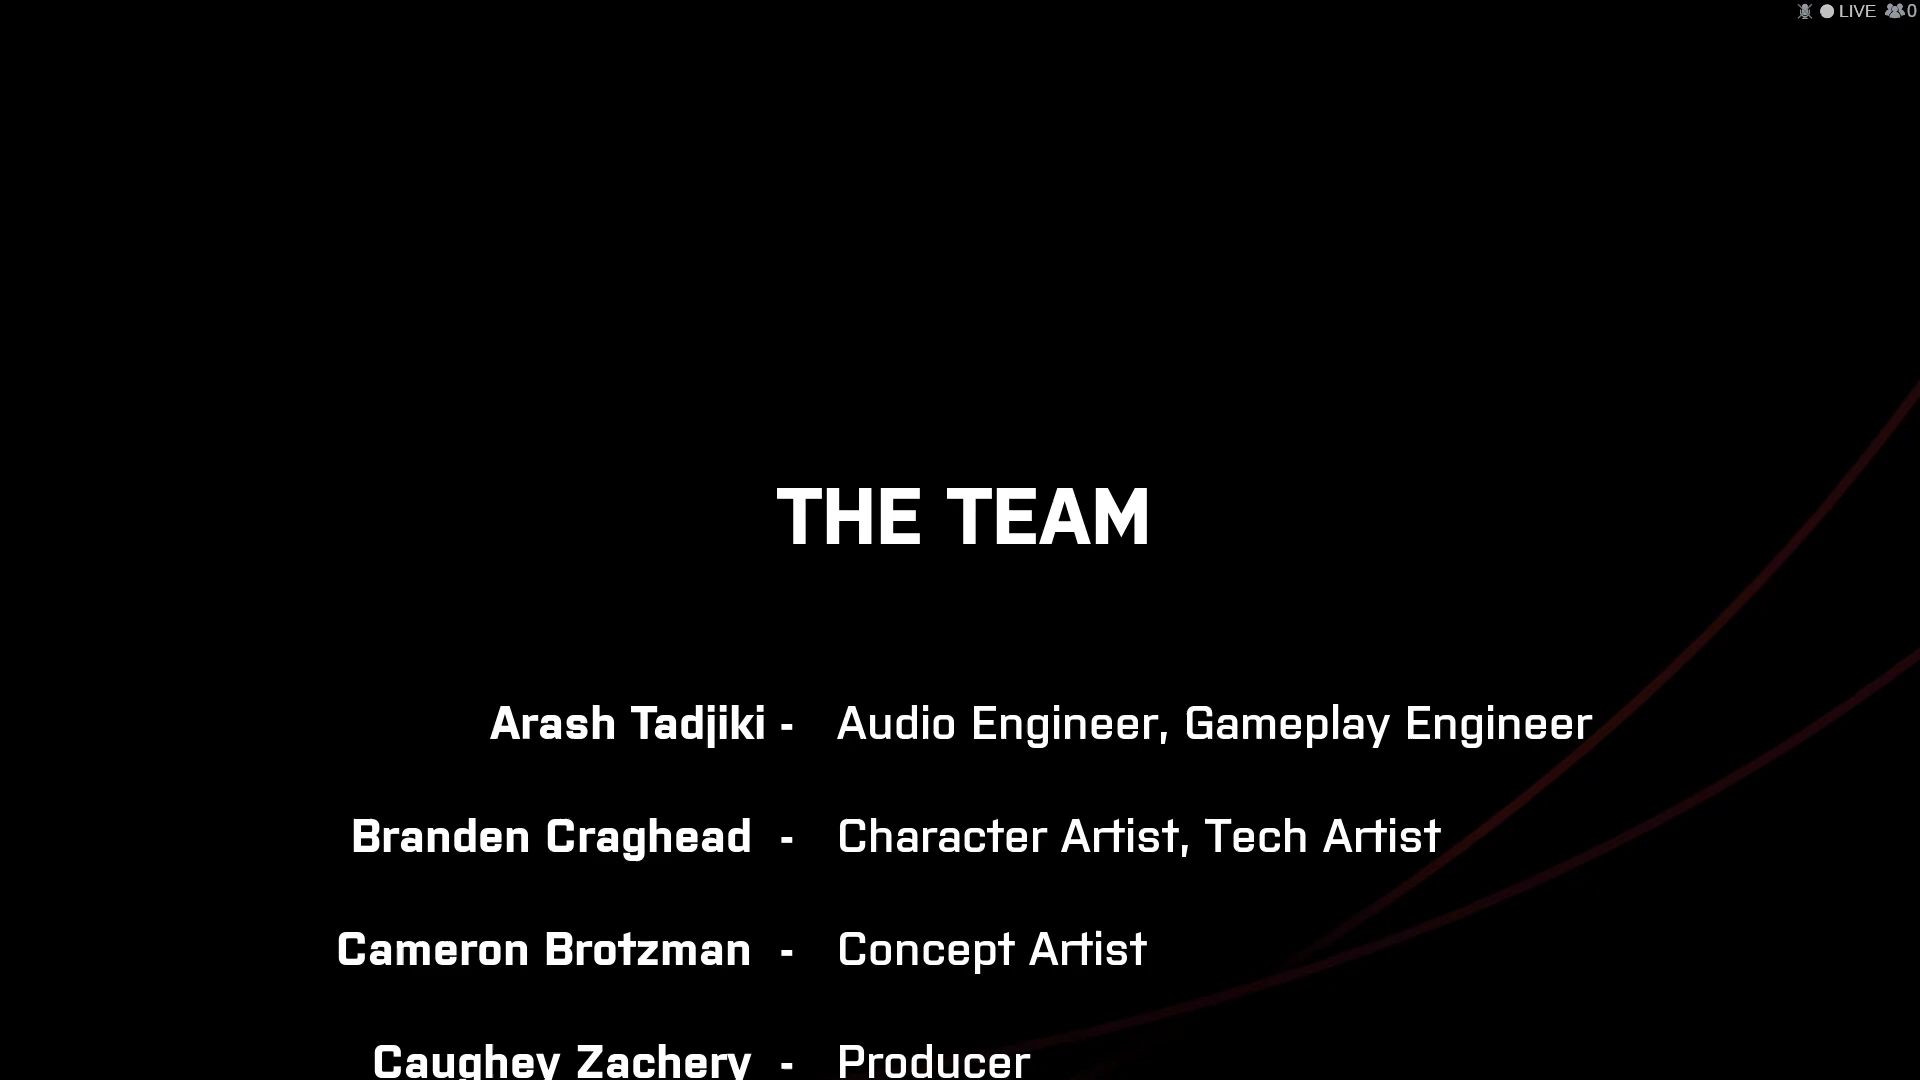 LIVE 0
THE TEAM
Arash Tadjiki - Audio Engineer, Gameplay Engineer
Branden Craghead - Character Artist, Tech Artist
Cameron Brotzman - Concept Artist
Caughey Zachery - Producer